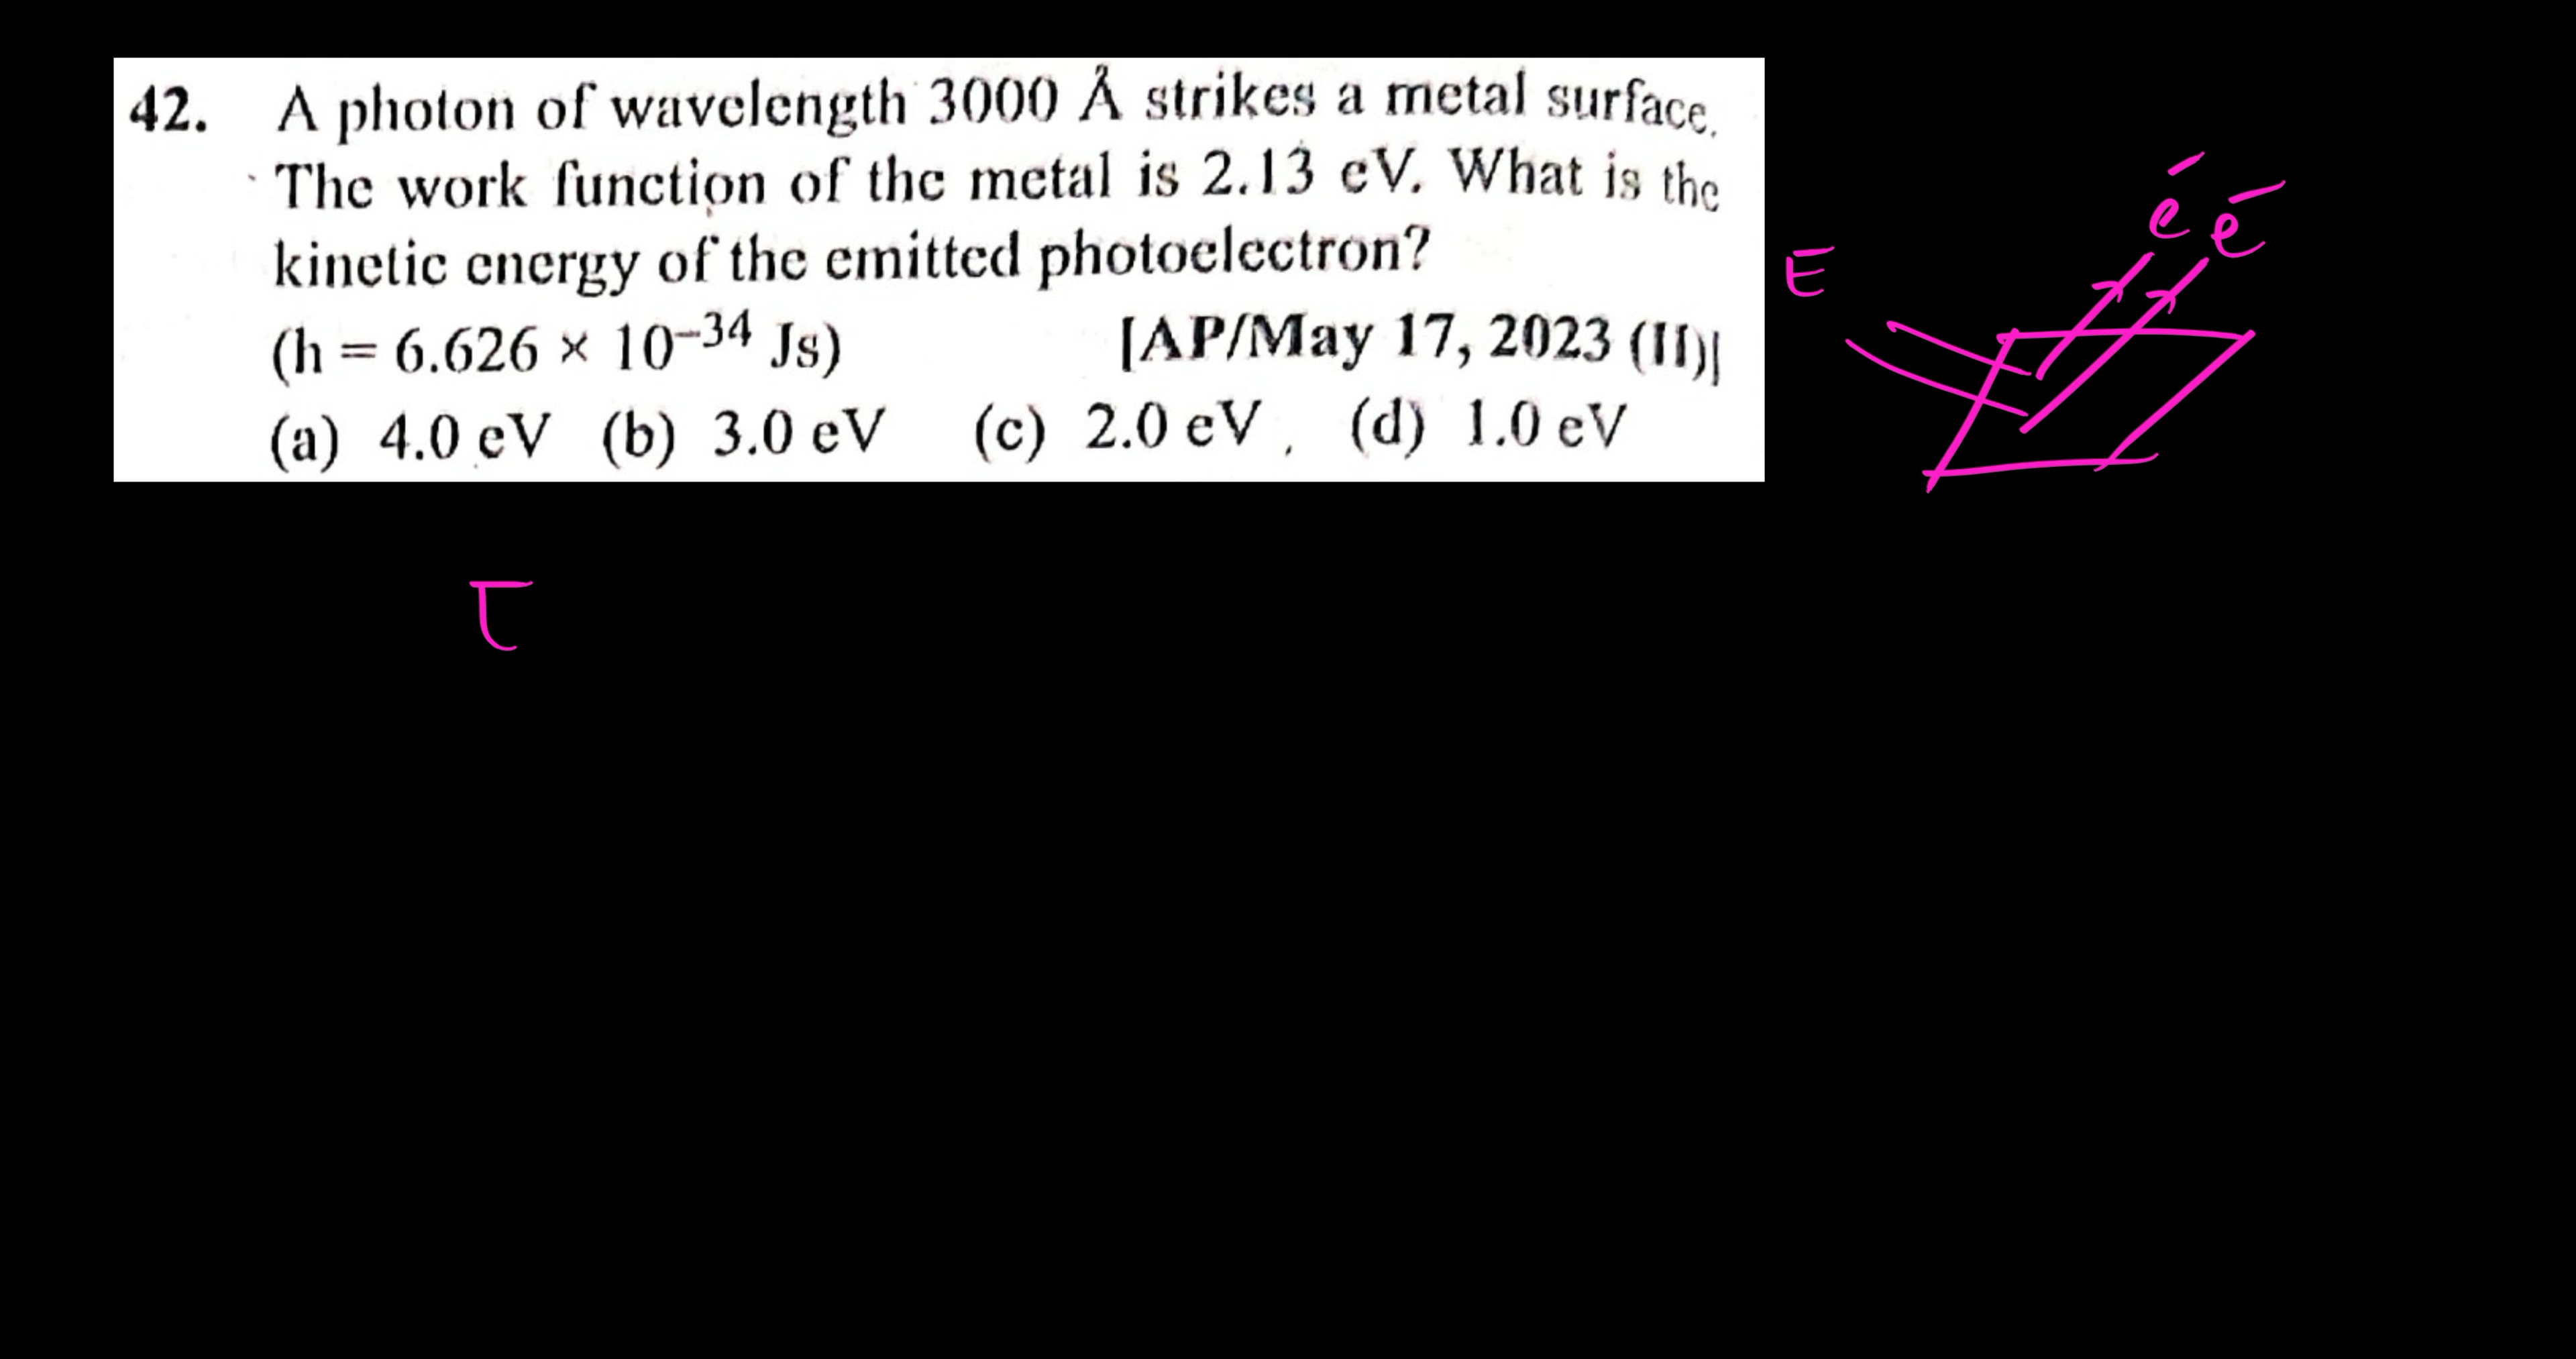 42. A photon of wavelength 3000 Å strikes a metal surface.
The work function of the metal is 2.13 eV. What is the
kinetic energy of the emitted photoelectron?
(h = 6.626 × 10⁻³⁴ Js) [AP/May 17, 2023 (II)]
(a) 4.0 eV (b) 3.0 eV (c) 2.0 eV (d) 1.0 eV
e⁻ e⁻
E